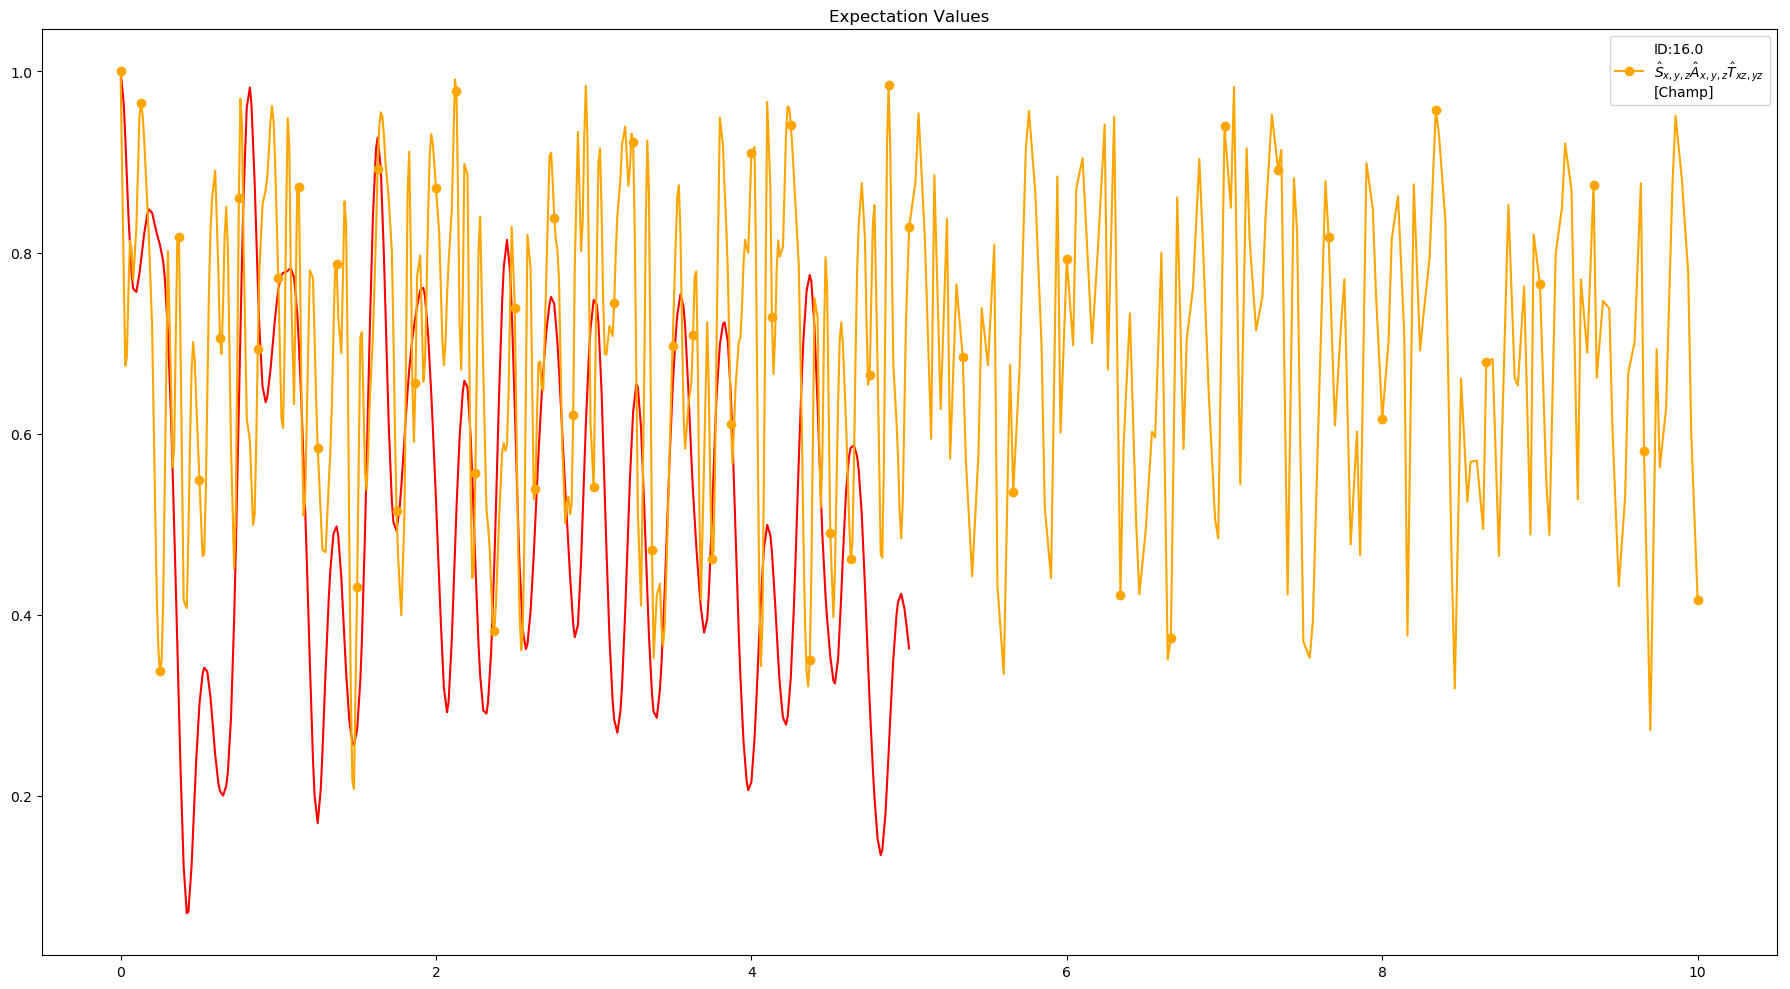 Expectation Values
ID:16.0
$\hat{S}_{x,y,z}\hat{A}_{x,y,z}\hat{T}_{xz,yz}$
[Champ]
1.0
0.8
0.6
0.4
0.2
0 2 4 6 8 10